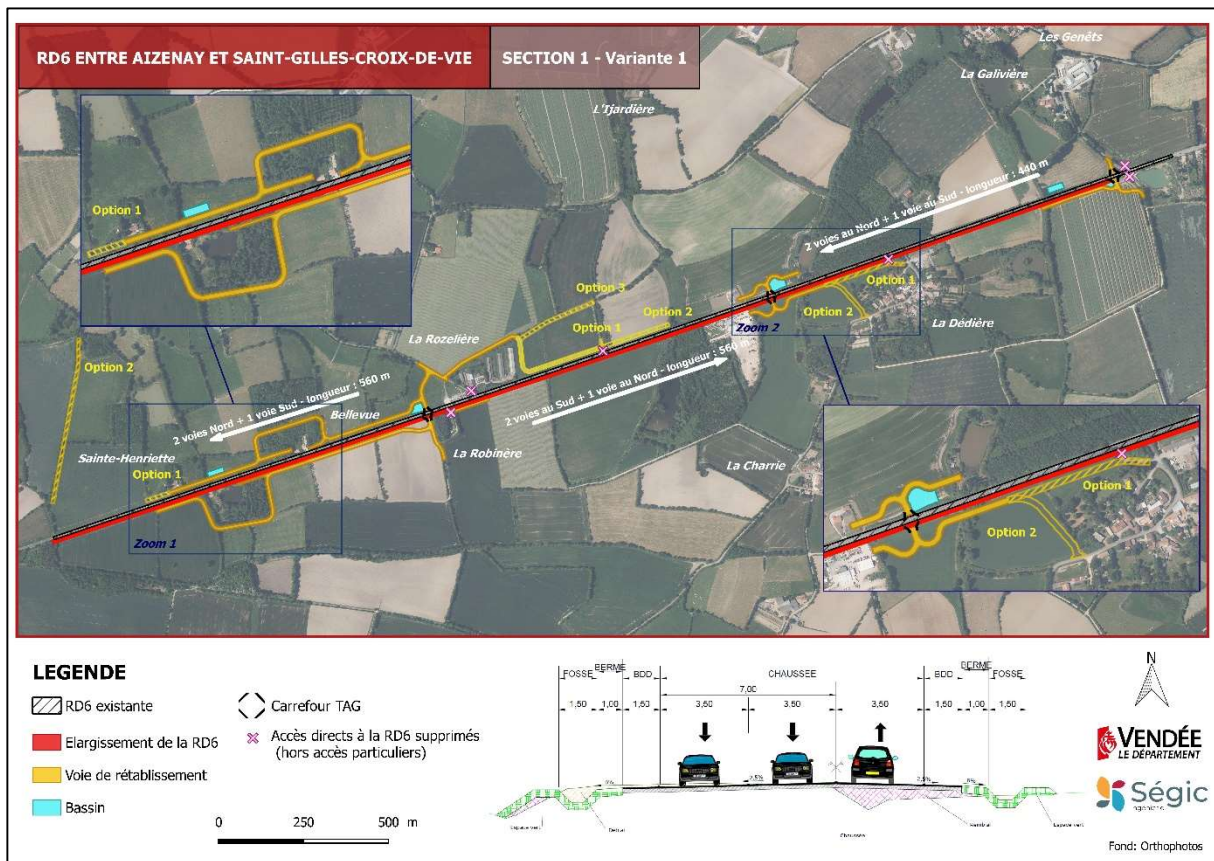 RD6 ENTRE AIZENAY ET SAINT-GILLES-CROIX-DE-VIE
SECTION 1 - Variante 1
Les Genêts
La Galivière
L'Ijardière
Option 1
2 voies au Nord + 1 voie au Sud - longueur : 440 m
Option 3
Option 2
Option 1
Option 1
Option 2
Zoom 2
La Dédière
La Rozelière
Option 2
2 voies Nord + 1 voie Sud - longueur : 560 m
2 voies au Sud + 1 voie au Nord - longueur : 560 m
Bellevue
Sainte-Henriette
Option 1
La Robinère
La Charrie
Zoom 1
Option 1
Option 2
LEGENDE
RD6 existante
Elargissement de la RD6
Voie de rétablissement
Bassin
Carrefour TAG
Accès directs à la RD6 supprimés
(hors accès particuliers)
0 250 500 m
FOSSE BERME BDD CHAUSSEE BDD BERME FOSSE
7,00
1,50 1,00 1,50 3,50 3,50 3,50 1,50 1,00 1,50
2,5% 2,5%
Chaussee
N
VENDÉE
LE DÉPARTEMENT
Ségic
Ingénierie
Fond: Orthophotos